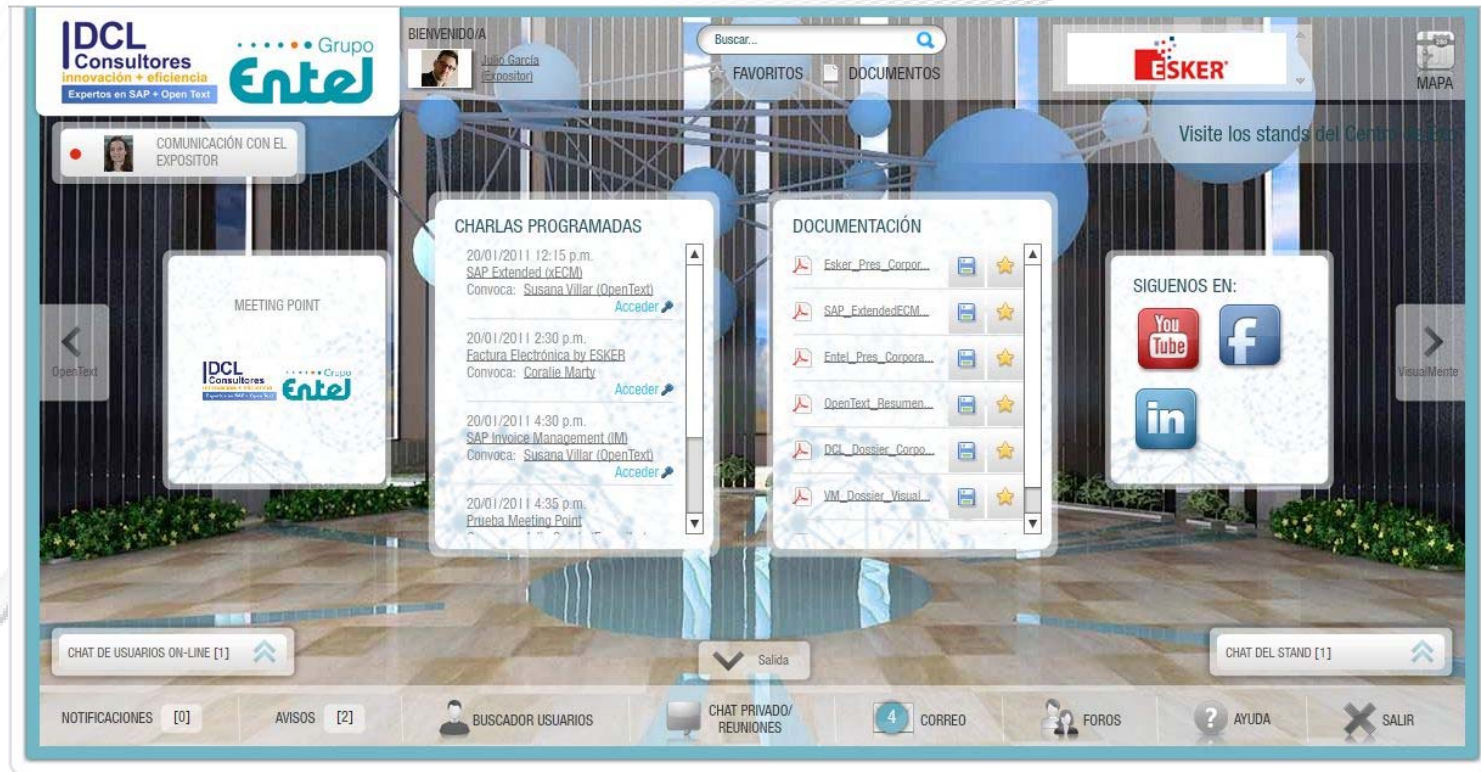 DCL
Consultores
innovación + eficiencia
Expertos en SAP + Open Text
Grupo
Entel
BIENVENIDO/A
Julio García
(Expositor)
Buscar...
FAVORITOS
DOCUMENTOS
ESKER
MAPA
COMUNICACIÓN CON EL
EXPOSITOR
Visite los stands del
MEETING POINT
DCL
Consultores
Grupo
Entel
CHARLAS PROGRAMADAS
20/01/2011 12:15 p.m.
SAP Extended (xECM)
Convoca: Susana Villar (OpenText)
Acceder
20/01/2011 2:30 p.m.
Factura Electrónica by ESKER
Convoca: Coralie Marty
Acceder
20/01/2011 4:30 p.m.
SAP Invoice Management (IM)
Convoca: Susana Villar (OpenText)
Acceder
20/01/2011 4:35 p.m.
Prueba Meeting Point
DOCUMENTACIÓN
Esker_Pres_Corpor...
SAP_ExtendedECM...
Entel_Pres_Corpora...
OpenText_Resumen...
DCL_Dossier_Corpo...
VM_Dossier_Visual...
SIGUENOS EN:
You
Tube
f
in
OpenText
VisualMente
CHAT DE USUARIOS ON-LINE [1]
Salida
CHAT DEL STAND [1]
NOTIFICACIONES [0]
AVISOS [2]
BUSCADOR USUARIOS
CHAT PRIVADO/
REUNIONES
4
CORREO
FOROS
?
AYUDA
SALIR